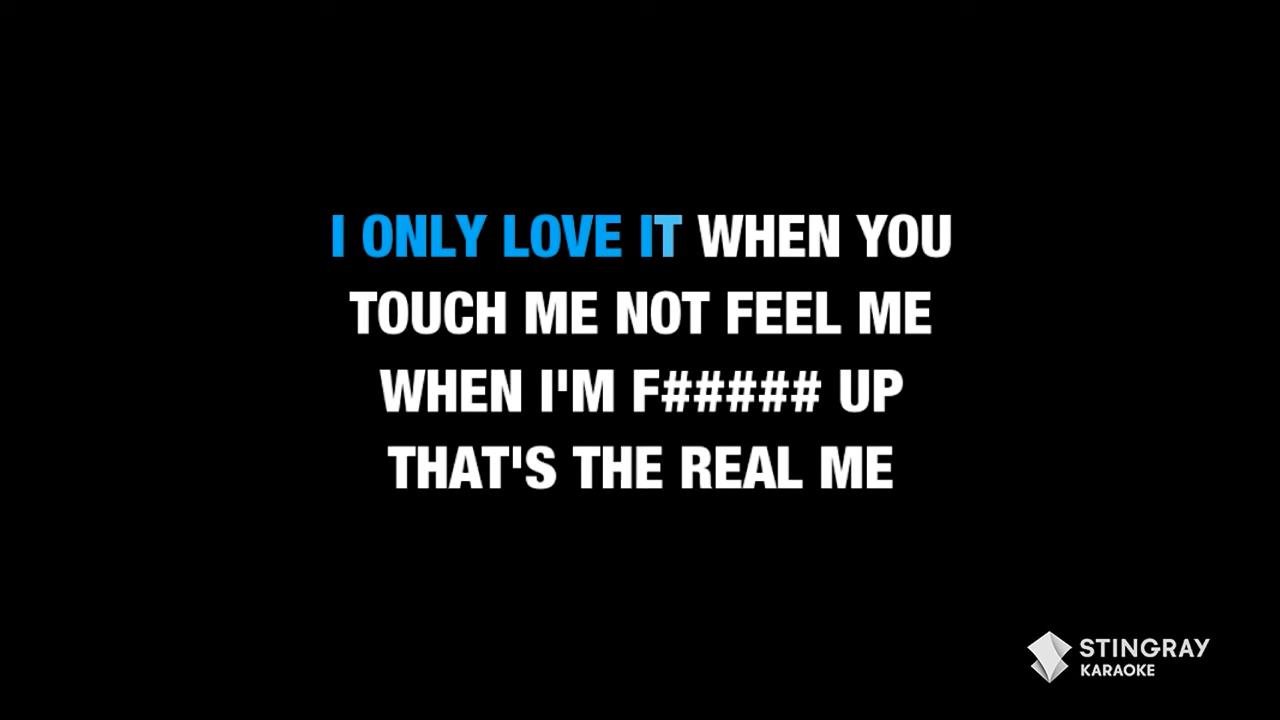 I ONLY LOVE IT WHEN YOU
TOUCH ME NOT FEEL ME
WHEN I'M F##### UP
THAT'S THE REAL ME
STINGRAY
KARAOKE